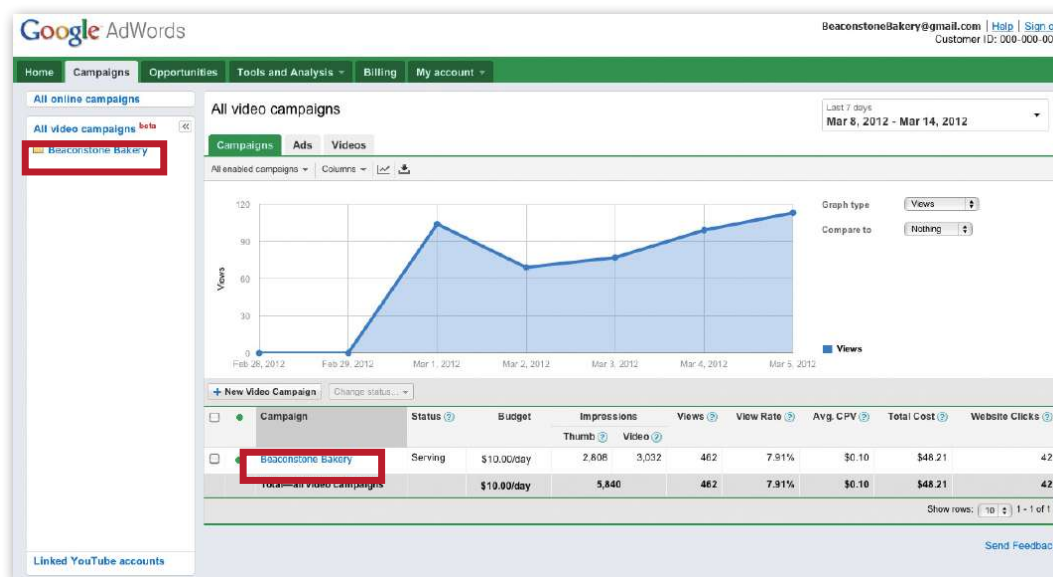 Google AdWords
BeaconstoneBakery@gmail.com | Help | Sign o
Customer ID: 000-000-00
Home Campaigns Opportunities Tools and Analysis Billing My account
All online campaigns
All video campaigns beta
Beaconstone Bakery
Linked YouTube accounts
All video campaigns
Last 7 days
Mar 8, 2012 - Mar 14, 2012
Campaigns Ads Videos
All enabled campaigns Columns
Graph type Views
Compare to Nothing
120
90
60
30
0
Views
Feb 28, 2012 Feb 29, 2012 Mar 1, 2012 Mar 2, 2012 Mar 3, 2012 Mar 4, 2012 Mar 5, 2012
Views
+ New Video Campaign Change status...
Campaign Status ? Budget Impressions Views ? View Rate ? Avg. CPV ? Total Cost ? Website Clicks ?
Thumb ? Video ?
Beaconstone Bakery Serving $10.00/day 2,808 3,032 462 7.91% $0.10 $48.21 42
Total—all video campaigns $10.00/day 5,840 462 7.91% $0.10 $48.21 42
Show rows: 10 1 - 1 of 1
Send Feedbac